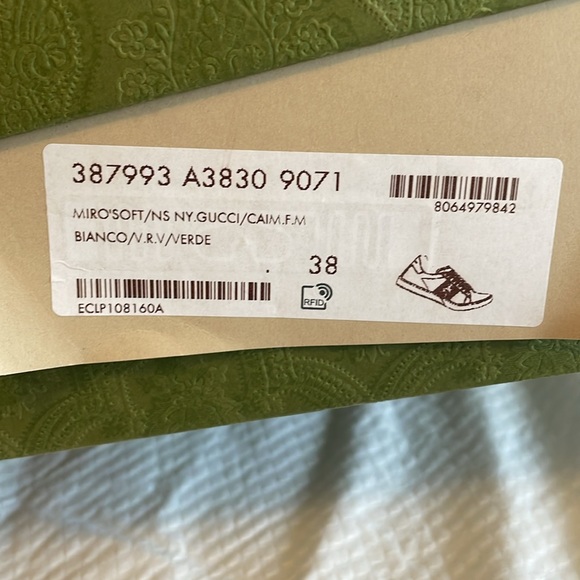 387993 A3830 9071
8064979842
MIRO'SOFT/NS NY.GUCCI/CAIM.F.M
BIANCO/V.R.V/VERDE
. 38
ECLP108160A
RFID